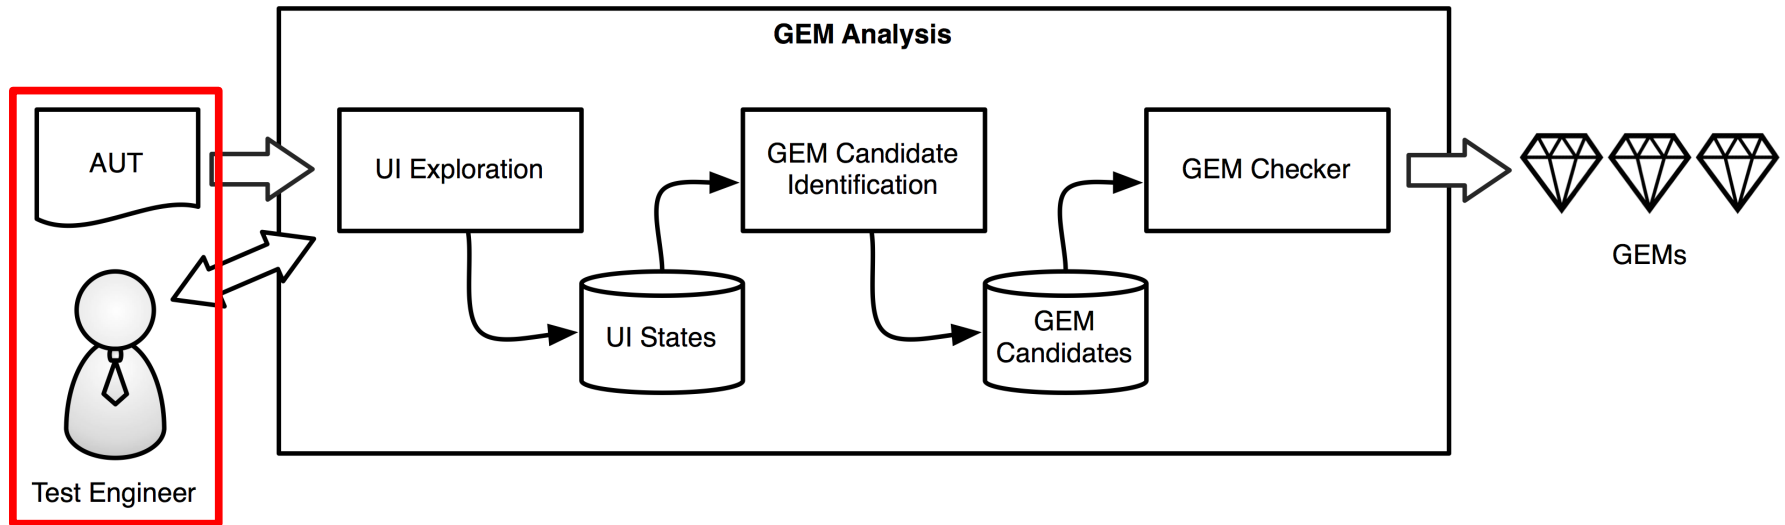 GEM Analysis
AUT
UI Exploration
GEM Candidate
Identification
GEM Checker
UI States
GEM
Candidates
GEMs
Test Engineer